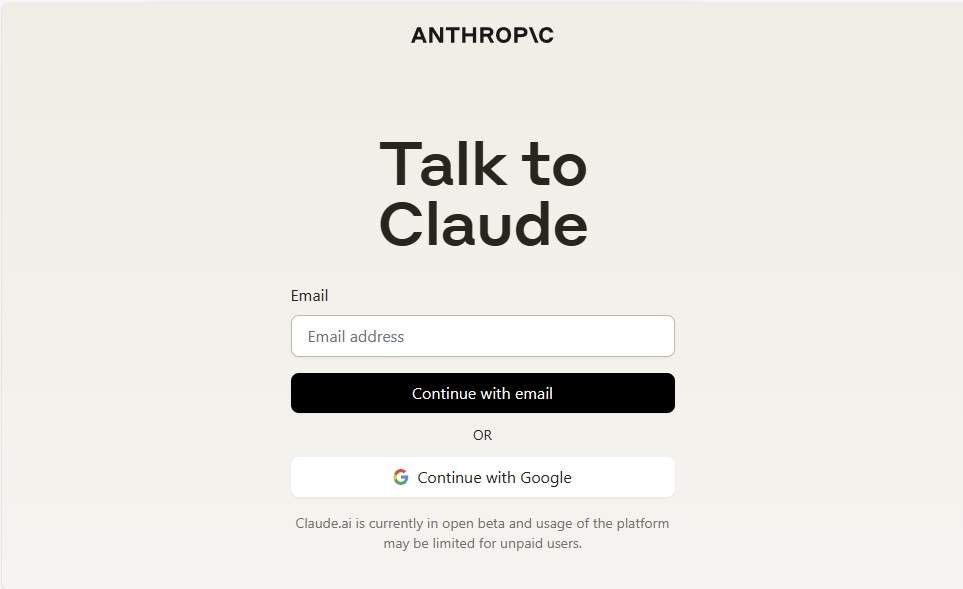 ANTHROP\C
Talk to
Claude
Email
Email address
Continue with email
OR
Continue with Google
Claude.ai is currently in open beta and usage of the platform
may be limited for unpaid users.